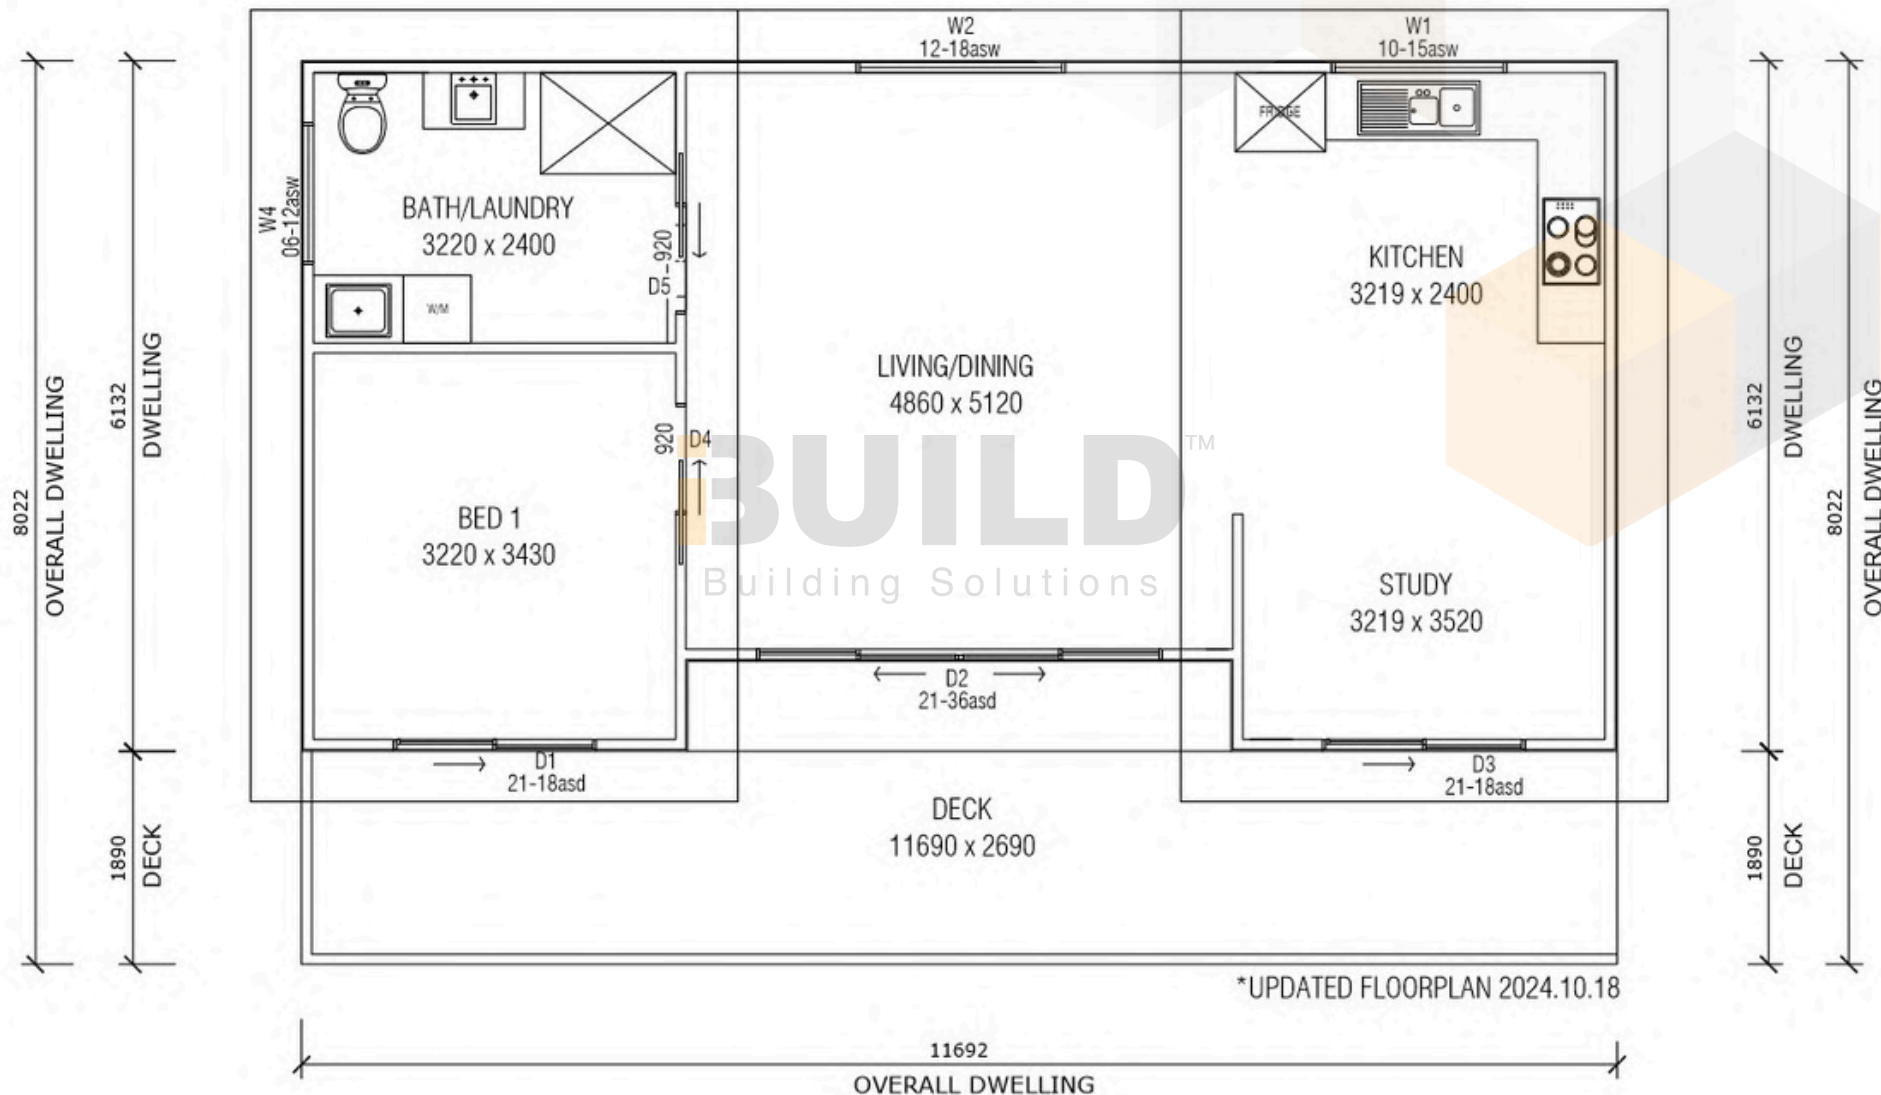 W2
12-18asw
W1
10-15asw
FRIDGE
W4
06-12asw
BATH/LAUNDRY
3220 x 2400
920
D5
W/M
KITCHEN
3219 x 2400
LIVING/DINING
4860 x 5120
920
D4
BED 1
3220 x 3430
iBUILD™
Building Solutions
STUDY
3219 x 3520
D2
21-36asd
D1
21-18asd
D3
21-18asd
DECK
11690 x 2690
8022
OVERALL DWELLING
6132
DWELLING
1890
DECK
6132
DWELLING
1890
DECK
8022
OVERALL DWELLING
*UPDATED FLOORPLAN 2024.10.18
11692
OVERALL DWELLING